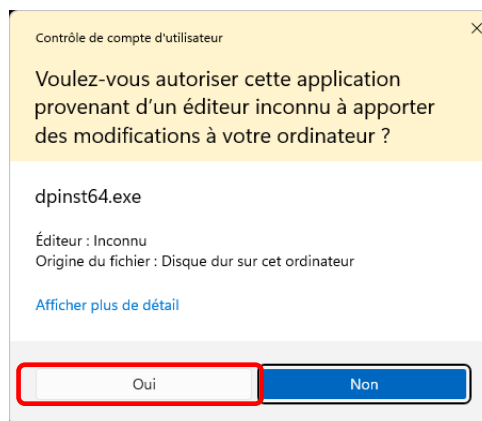 Contrôle de compte d'utilisateur
Voulez-vous autoriser cette application
provenant d’un éditeur inconnu à apporter
des modifications à votre ordinateur ?
dpinst64.exe
Éditeur : Inconnu
Origine du fichier : Disque dur sur cet ordinateur
Afficher plus de détail
Oui
Non